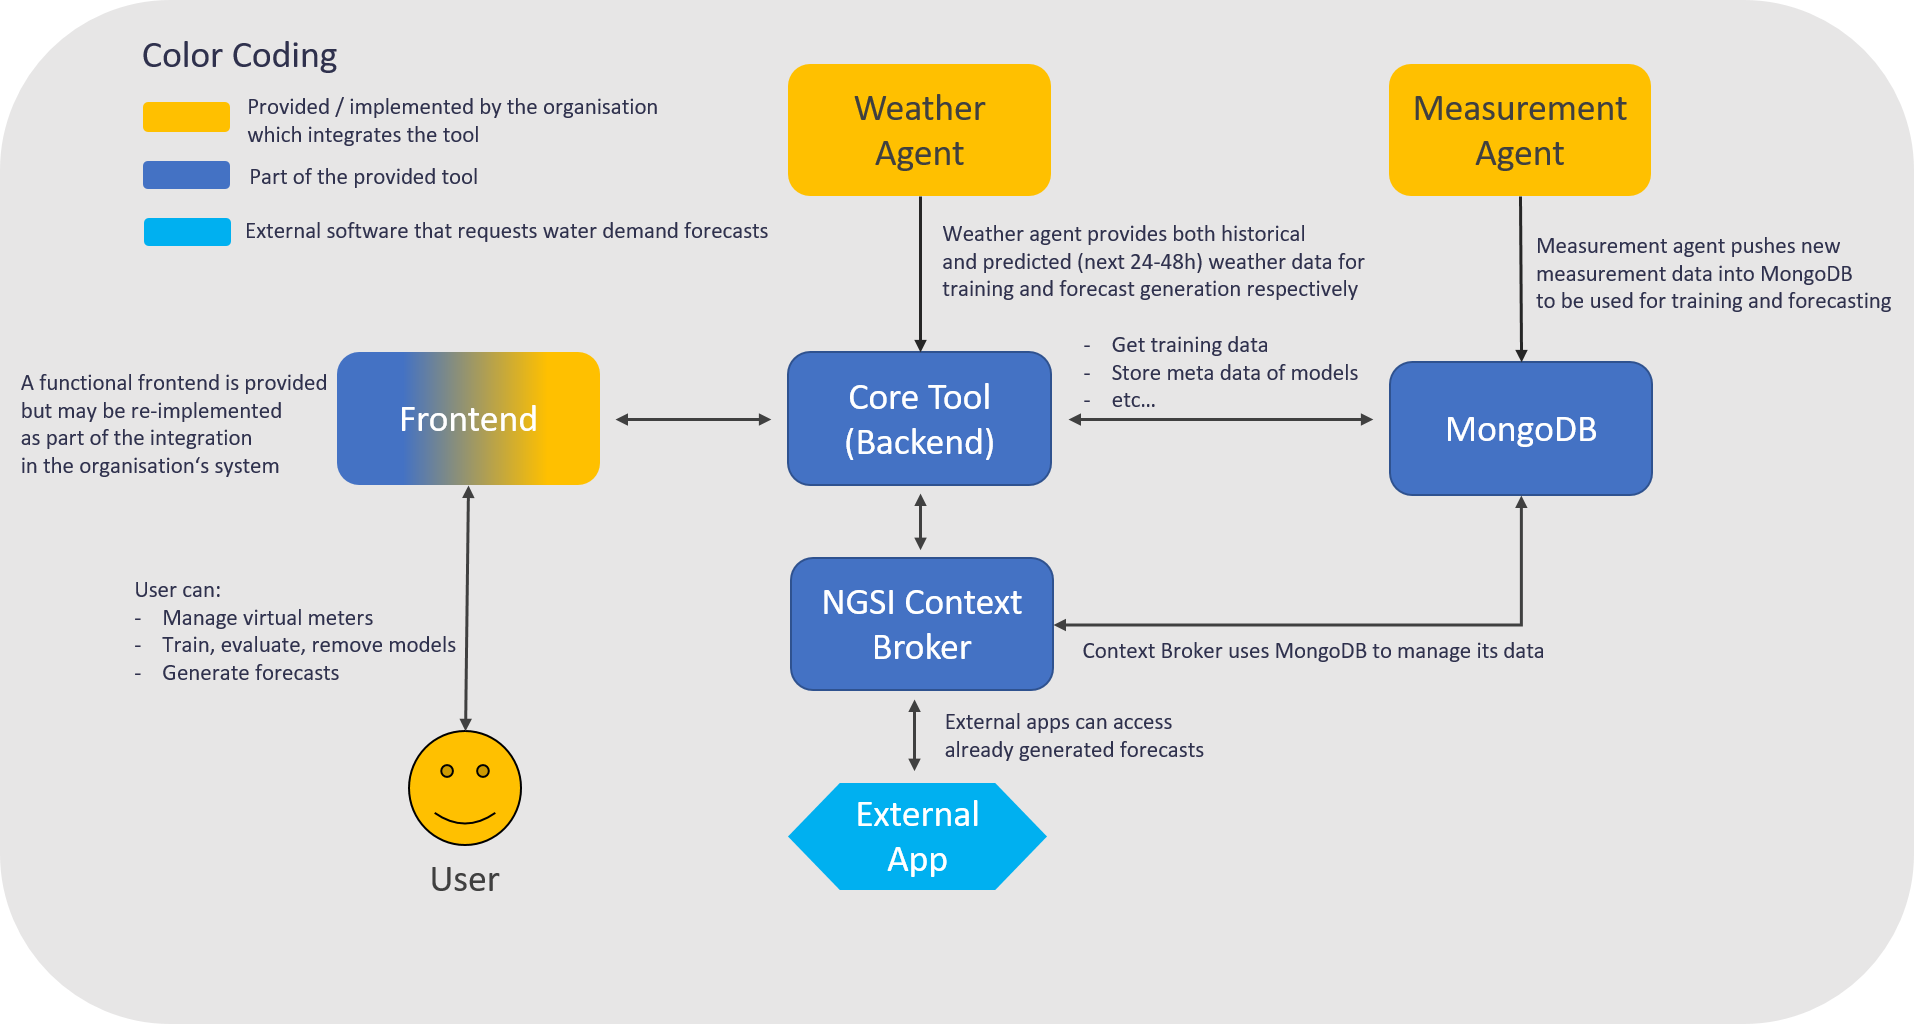 Color Coding
Provided / implemented by the organisation
which integrates the tool
Part of the provided tool
External software that requests water demand forecasts
Weather
Agent
Measurement
Agent
Weather agent provides both historical
and predicted (next 24-48h) weather data for
training and forecast generation respectively
Measurement agent pushes new
measurement data into MongoDB
to be used for training and forecasting
A functional frontend is provided
but may be re-implemented
as part of the integration
in the organisation‘s system
Frontend
Core Tool
(Backend)
- Get training data
- Store meta data of models
- etc...
MongoDB
User can:
- Manage virtual meters
- Train, evaluate, remove models
- Generate forecasts
NGSI Context
Broker
Context Broker uses MongoDB to manage its data
External apps can access
already generated forecasts
External
App
User